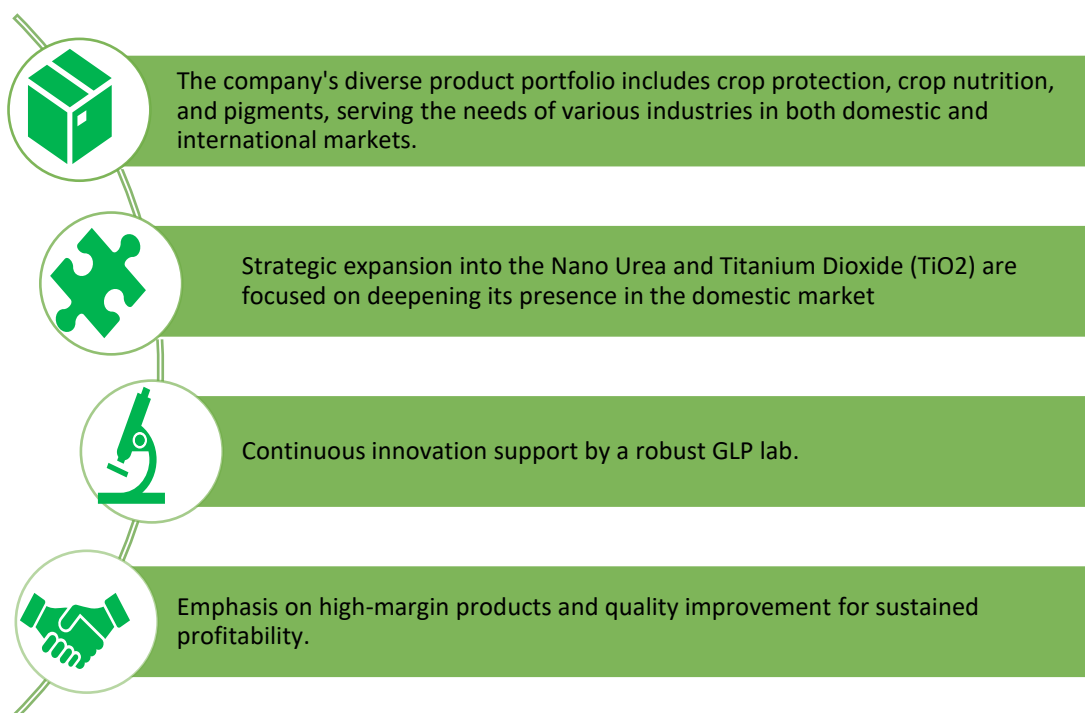 The company's diverse product portfolio includes crop protection, crop nutrition,
and pigments, serving the needs of various industries in both domestic and
international markets.
Strategic expansion into the Nano Urea and Titanium Dioxide (TiO2) are
focused on deepening its presence in the domestic market
Continuous innovation support by a robust GLP lab.
Emphasis on high-margin products and quality improvement for sustained
profitability.